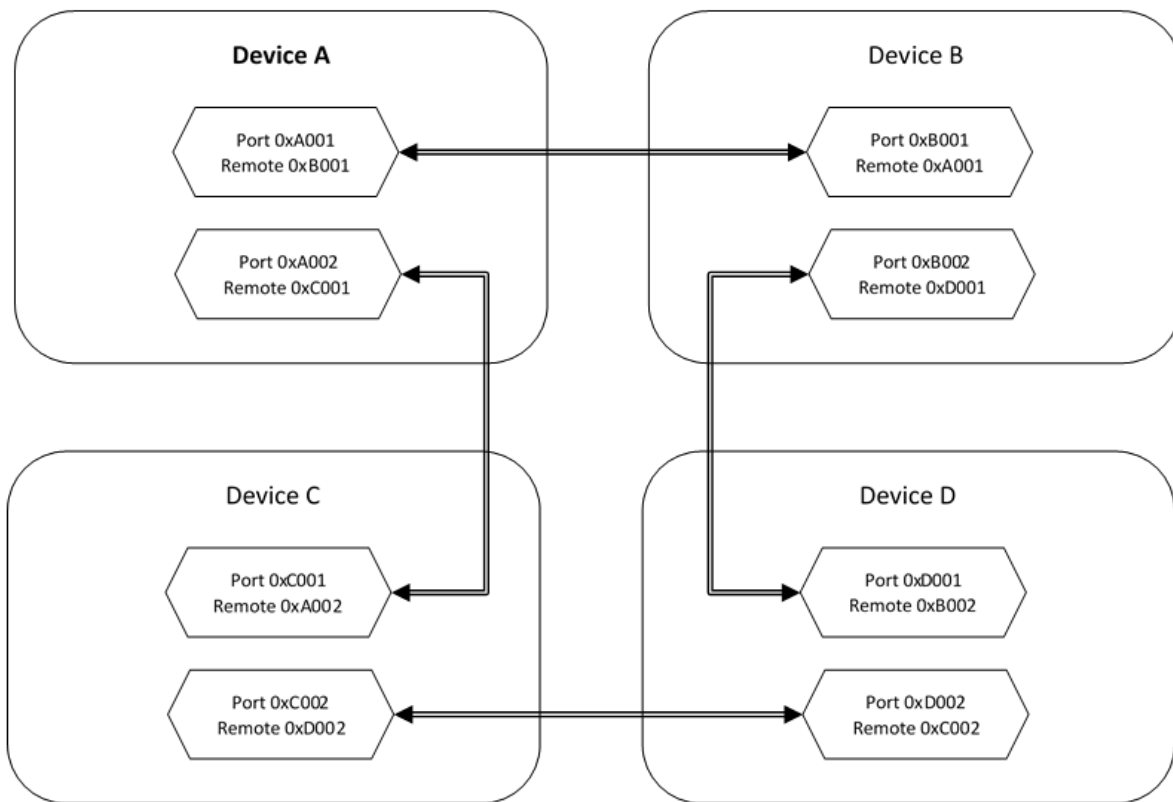 Device A
Port 0xA001
Remote 0xB001
Port 0xA002
Remote 0xC001
Device B
Port 0xB001
Remote 0xA001
Port 0xB002
Remote 0xD001
Device C
Port 0xC001
Remote 0xA002
Port 0xC002
Remote 0xD002
Device D
Port 0xD001
Remote 0xB002
Port 0xD002
Remote 0xC002